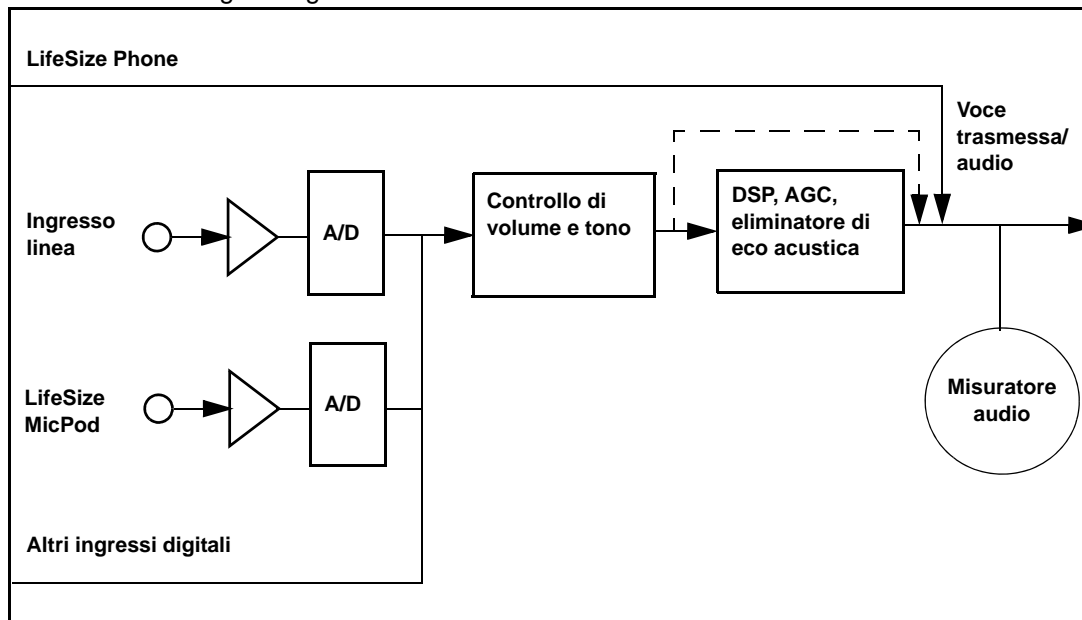 LifeSize Phone
Voce
trasmessa/
audio
Ingresso
linea
A/D
Controllo di
volume e tono
DSP, AGC,
eliminatore di
eco acustica
LifeSize
MicPod
A/D
Misuratore
audio
Altri ingressi digitali